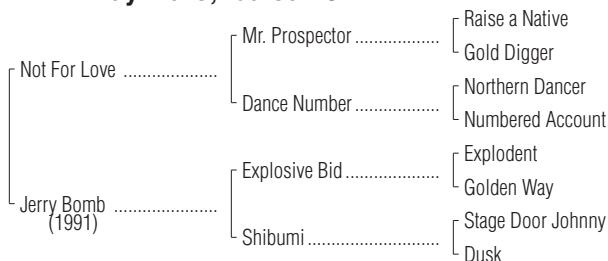 Raise a Native
Mr. Prospector ...................
Gold Digger
Not For Love .....................
Northern Dancer
Dance Number ...................
Numbered Account
Explodent
Explosive Bid .....................
Golden Way
Jerry Bomb .......................
(1991)
Stage Door Johnny
Shibumi .............................
Dusk